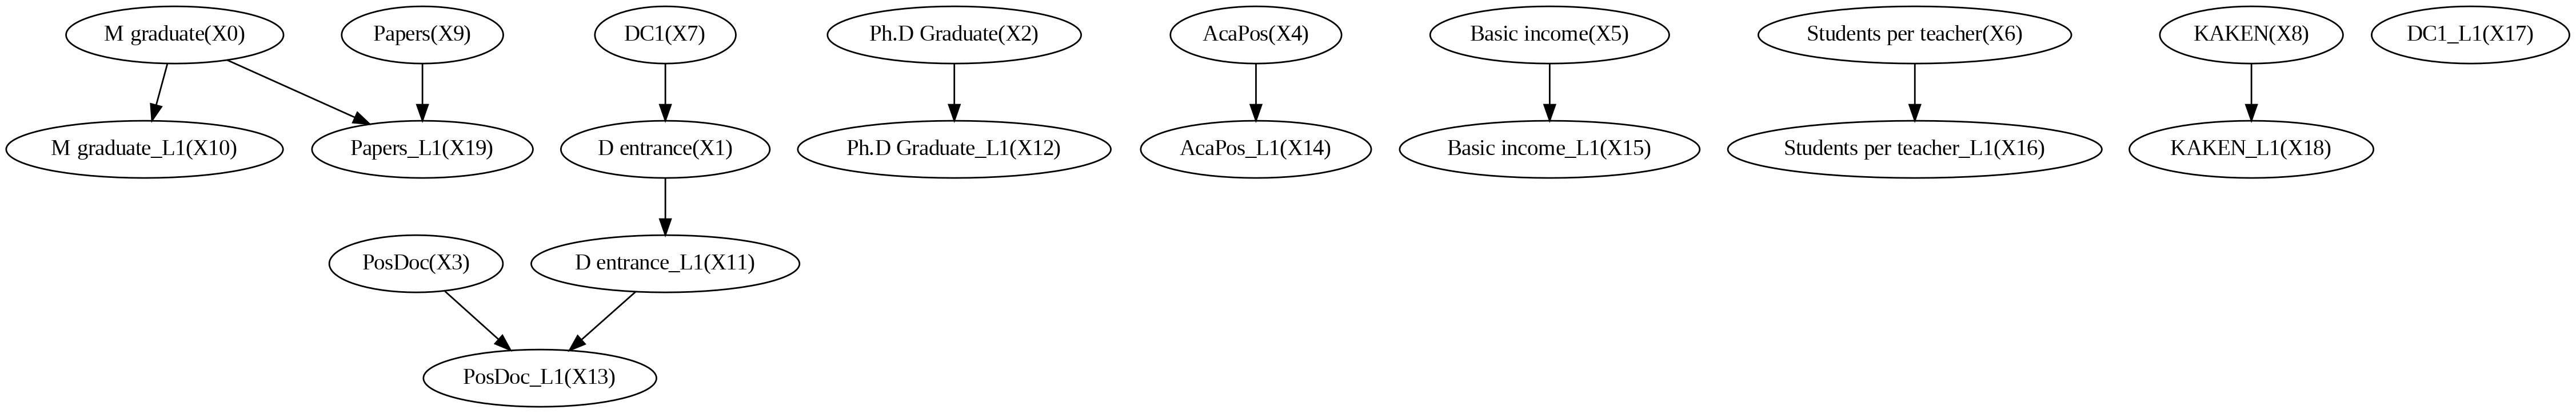 M graduate(X0)
Papers(X9)
DC1(X7)
Ph.D Graduate(X2)
AcaPos(X4)
Basic income(X5)
Students per teacher(X6)
KAKEN(X8)
DC1_L1(X17)
M graduate_L1(X10)
Papers_L1(X19)
D entrance(X1)
Ph.D Graduate_L1(X12)
AcaPos_L1(X14)
Basic income_L1(X15)
Students per teacher_L1(X16)
KAKEN_L1(X18)
PosDoc(X3)
D entrance_L1(X11)
PosDoc_L1(X13)